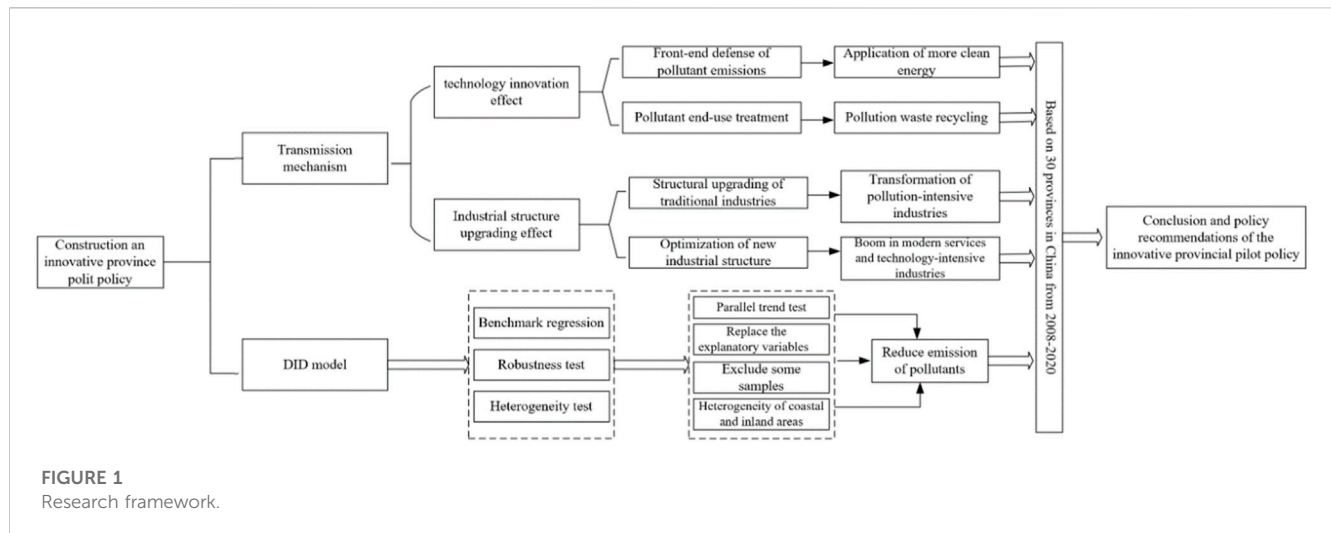 Front-end defense of
pollutant emissions
Application of more clean
energy
technology innovation
effect
Pollutant end-use treatment
Pollution waste recycling
Transmission
mechanism
Structural upgrading of
traditional industries
Transformation of
pollution-intensive
industries
Industrial structure
upgrading effect
Optimization of new
industrial structure
Boom in modern services
and technology-intensive
industries
Construction an
innovative province
polit policy
Based on 30 provinces in China from 2008-2020
Conclusion and policy
recommendations of the
innovative provincial pilot policy
DID model
Benchmark regression
Robustness test
Heterogeneity test
Parallel trend test
Replace the
explanatory variables
Exclude some
samples
Heterogeneity of coastal
and inland areas
Reduce emission
of pollutants
FIGURE 1
Research framework.